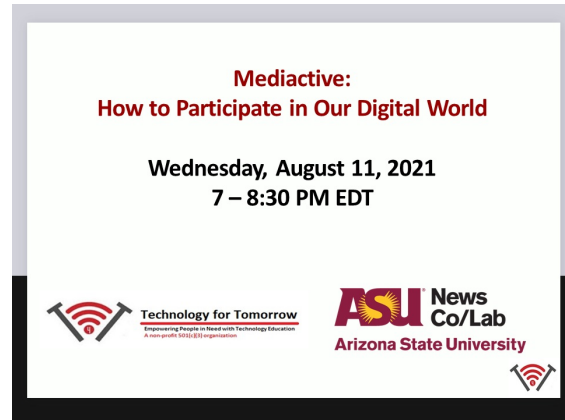 Mediactive:
How to Participate in Our Digital World
Wednesday, August 11, 2021
7 – 8:30 PM EDT
Technology for Tomorrow
Empowering People in Need with Technology Education
A non-profit 501(c)(3) organization
ASU News
Co/Lab
Arizona State University